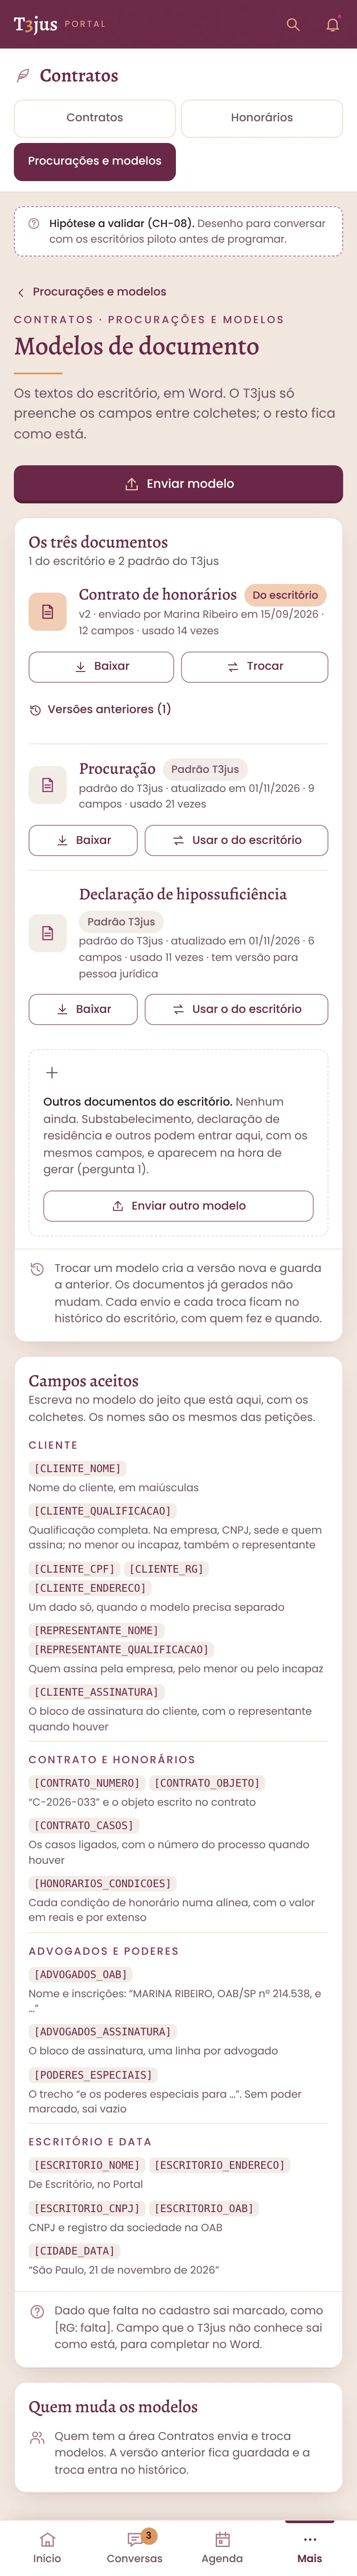 T3jus PORTAL
Contratos
Contratos
Honorários
Procurações e modelos
Hipótese a validar (CH-08). Desenho para conversar
com os escritórios piloto antes de programar.
Procurações e modelos
CONTRATOS · PROCURAÇÕES E MODELOS
Modelos de documento
Os textos do escritório, em Word. O T3jus só
preenche os campos entre colchetes; o resto fica
como está.
Enviar modelo
Os três documentos
1 do escritório e 2 padrão do T3jus
Contrato de honorários Do escritório
v2 · enviado por Marina Ribeiro em 15/09/2026 ·
12 campos · usado 14 vezes
Baixar
Trocar
Versões anteriores (1)
Procuração Padrão T3jus
padrão do T3jus · atualizado em 01/11/2026 · 9
campos · usado 21 vezes
Baixar
Usar o do escritório
Declaração de hipossuficiência
Padrão T3jus
padrão do T3jus · atualizado em 01/11/2026 · 6
campos · usado 11 vezes · tem versão para
pessoa jurídica
Baixar
Usar o do escritório
Outros documentos do escritório. Nenhum
ainda. Substabelecimento, declaração de
residência e outros podem entrar aqui, com os
mesmos campos, e aparecem na hora de
gerar (pergunta 1).
Enviar outro modelo
Trocar um modelo cria a versão nova e guarda
a anterior. Os documentos já gerados não
mudam. Cada envio e cada troca ficam no
histórico do escritório, com quem fez e quando.
Campos aceitos
Escreva no modelo do jeito que está aqui, com os
colchetes. Os nomes são os mesmos das petições.
CLIENTE
[CLIENTE_NOME]
Nome do cliente, em maiúsculas
[CLIENTE_QUALIFICACAO]
Qualificação completa. Na empresa, CNPJ, sede e quem
assina; no menor ou incapaz, também o representante
[CLIENTE_CPF] [CLIENTE_RG]
[CLIENTE_ENDERECO]
Um dado só, quando o modelo precisa separado
[REPRESENTANTE_NOME]
[REPRESENTANTE_QUALIFICACAO]
Quem assina pela empresa, pelo menor ou pelo incapaz
[CLIENTE_ASSINATURA]
O bloco de assinatura do cliente, com o representante
quando houver
CONTRATO E HONORÁRIOS
[CONTRATO_NUMERO] [CONTRATO_OBJETO]
“C-2026-033” e o objeto escrito no contrato
[CONTRATO_CASOS]
Os casos ligados, com o número do processo quando
houver
[HONORARIOS_CONDICOES]
Cada condição de honorário numa alínea, com o valor
em reais e por extenso
ADVOGADOS E PODERES
[ADVOGADOS_OAB]
Nome e inscrições: “MARINA RIBEIRO, OAB/SP nº 214.538, e
…”
[ADVOGADOS_ASSINATURA]
O bloco de assinatura, uma linha por advogado
[PODERES_ESPECIAIS]
O trecho “e os poderes especiais para …”. Sem poder
marcado, sai vazio
ESCRITÓRIO E DATA
[ESCRITORIO_NOME] [ESCRITORIO_ENDERECO]
De Escritório, no Portal
[ESCRITORIO_CNPJ] [ESCRITORIO_OAB]
CNPJ e registro da sociedade na OAB
[CIDADE_DATA]
“São Paulo, 21 de novembro de 2026”
Dado que falta no cadastro sai marcado, como
[RG: falta]. Campo que o T3jus não conhece sai
como está, para completar no Word.
Quem muda os modelos
Quem tem a área Contratos envia e troca
modelos. A versão anterior fica guardada e a
troca entra no histórico.
3
Início
Conversas
Agenda
Mais